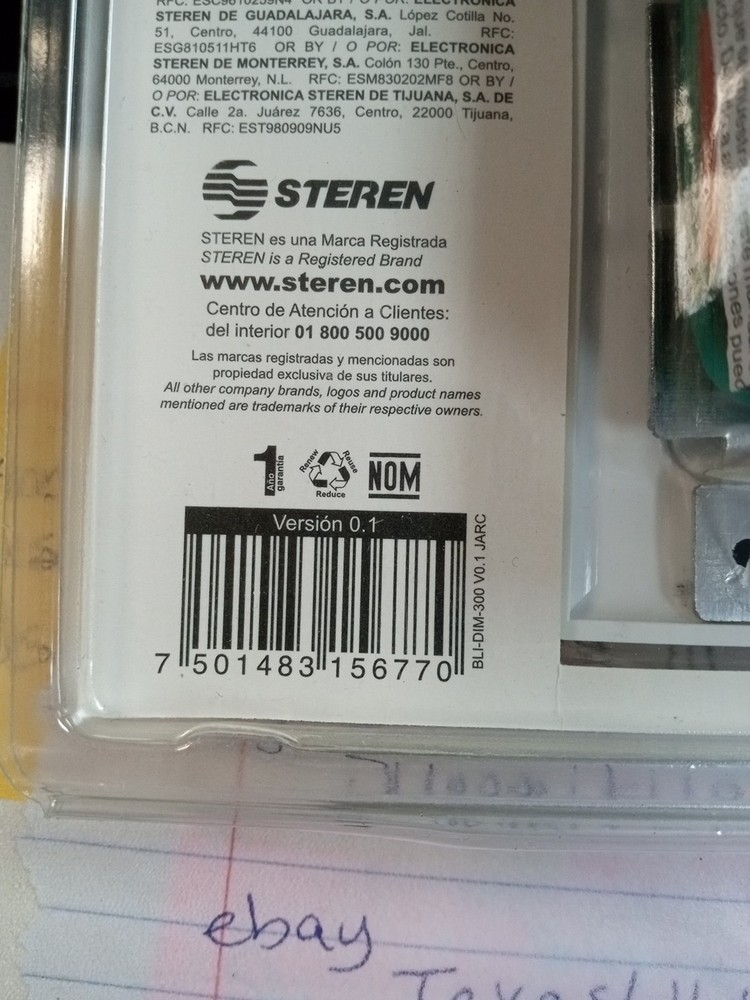 STEREN DE GUADALAJARA, S.A. López Cotilla No.
51, Centro, 44100 Guadalajara, Jal. RFC:
ESG810511HT6 OR BY / O POR: ELECTRONICA
STEREN DE MONTERREY, S.A. Colón 130 Pte., Centro,
64000 Monterrey, N.L. RFC: ESM830202MF8 OR BY /
O POR: ELECTRONICA STEREN DE TIJUANA, S.A. DE
C.V. Calle 2a. Juárez 7636, Centro, 22000 Tijuana,
B.C.N. RFC: EST980909NU5
STEREN
STEREN es una Marca Registrada
STEREN is a Registered Brand
www.steren.com
Centro de Atención a Clientes:
del interior 01 800 500 9000
Las marcas registradas y mencionadas son
propiedad exclusiva de sus titulares.
All other company brands, logos and product names
mentioned are trademarks of their respective owners.
1 Año garantía
Renew Reuse Reduce
NOM
Versión 0.1
7 501483 156770
BLI-DIM-300 V0.1 JARC
ebay